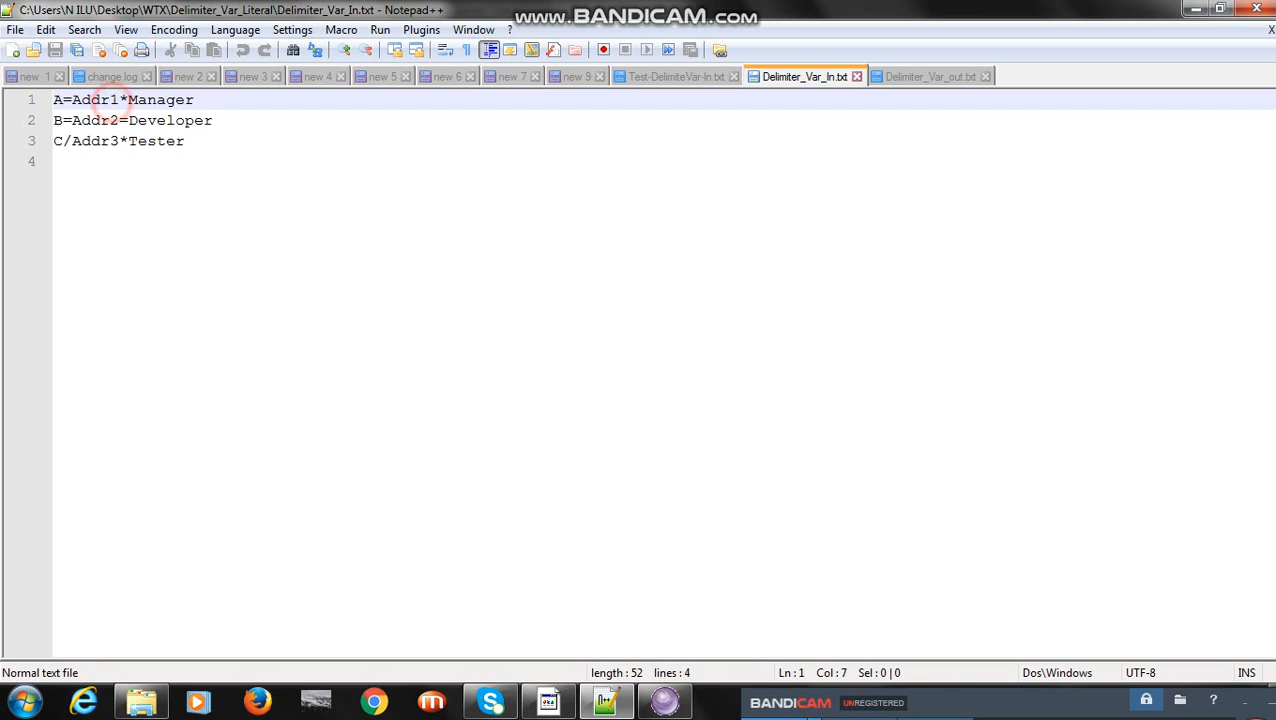 C:\Users\N ILU\Desktop\WTX\Delimiter_Var_Literal\Delimiter_Var_In.txt - Notepad++
www.BANDICAM.com
File Edit Search View Encoding Language Settings Macro Run Plugins Window ? X
new 1 change.log new 2 new 3 new 4 new 5 new 6 new 7 new 9 Test-DelimiteVar-In.txt Delimiter_Var_In.txt Delimiter_Var_out.txt
1 A=Addr1*Manager
2 B=Addr2=Developer
3 C/Addr3*Tester
4
Normal text file length : 52 lines : 4 Ln : 1 Col : 7 Sel : 0 | 0 Dos\Windows UTF-8 INS
BANDICAM UNREGISTERED ?